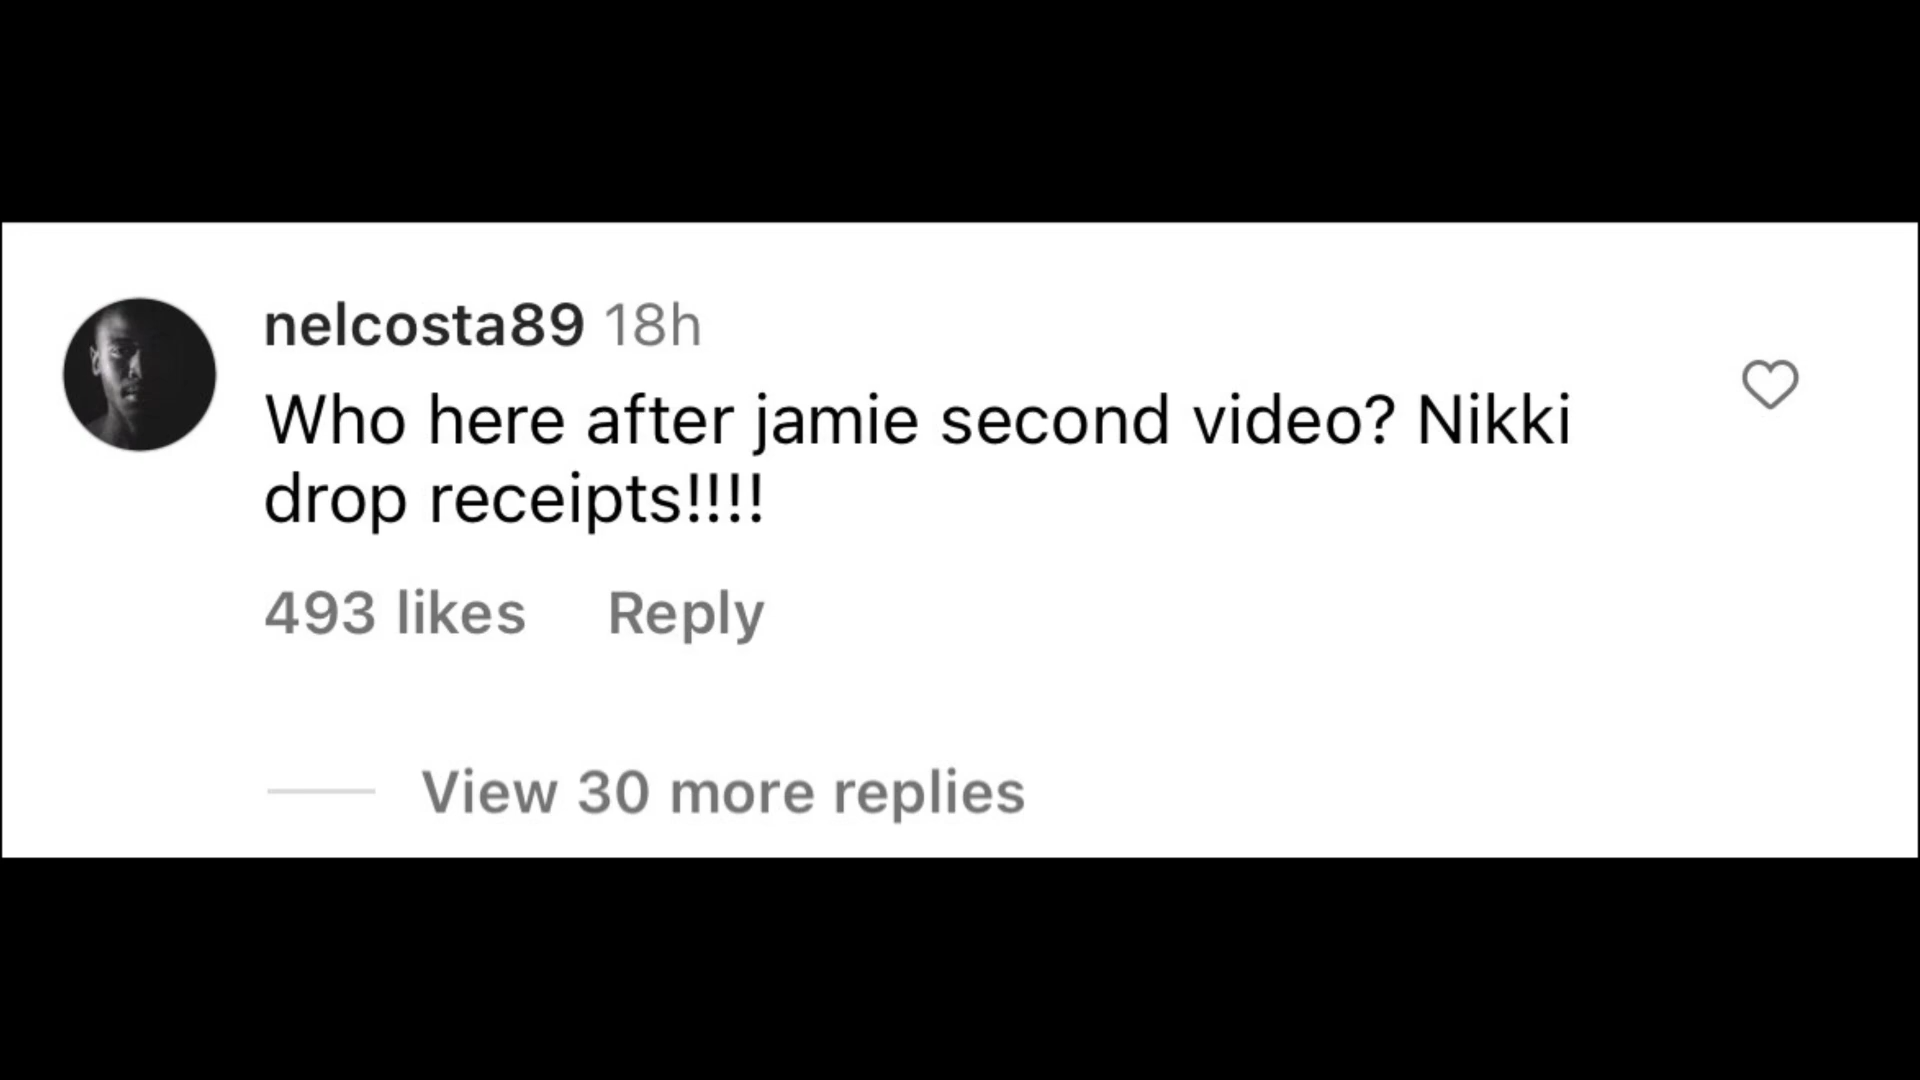 nelcosta89 18h
Who here after jamie second video? Nikki
drop receipts!!!!
493 likes Reply
View 30 more replies